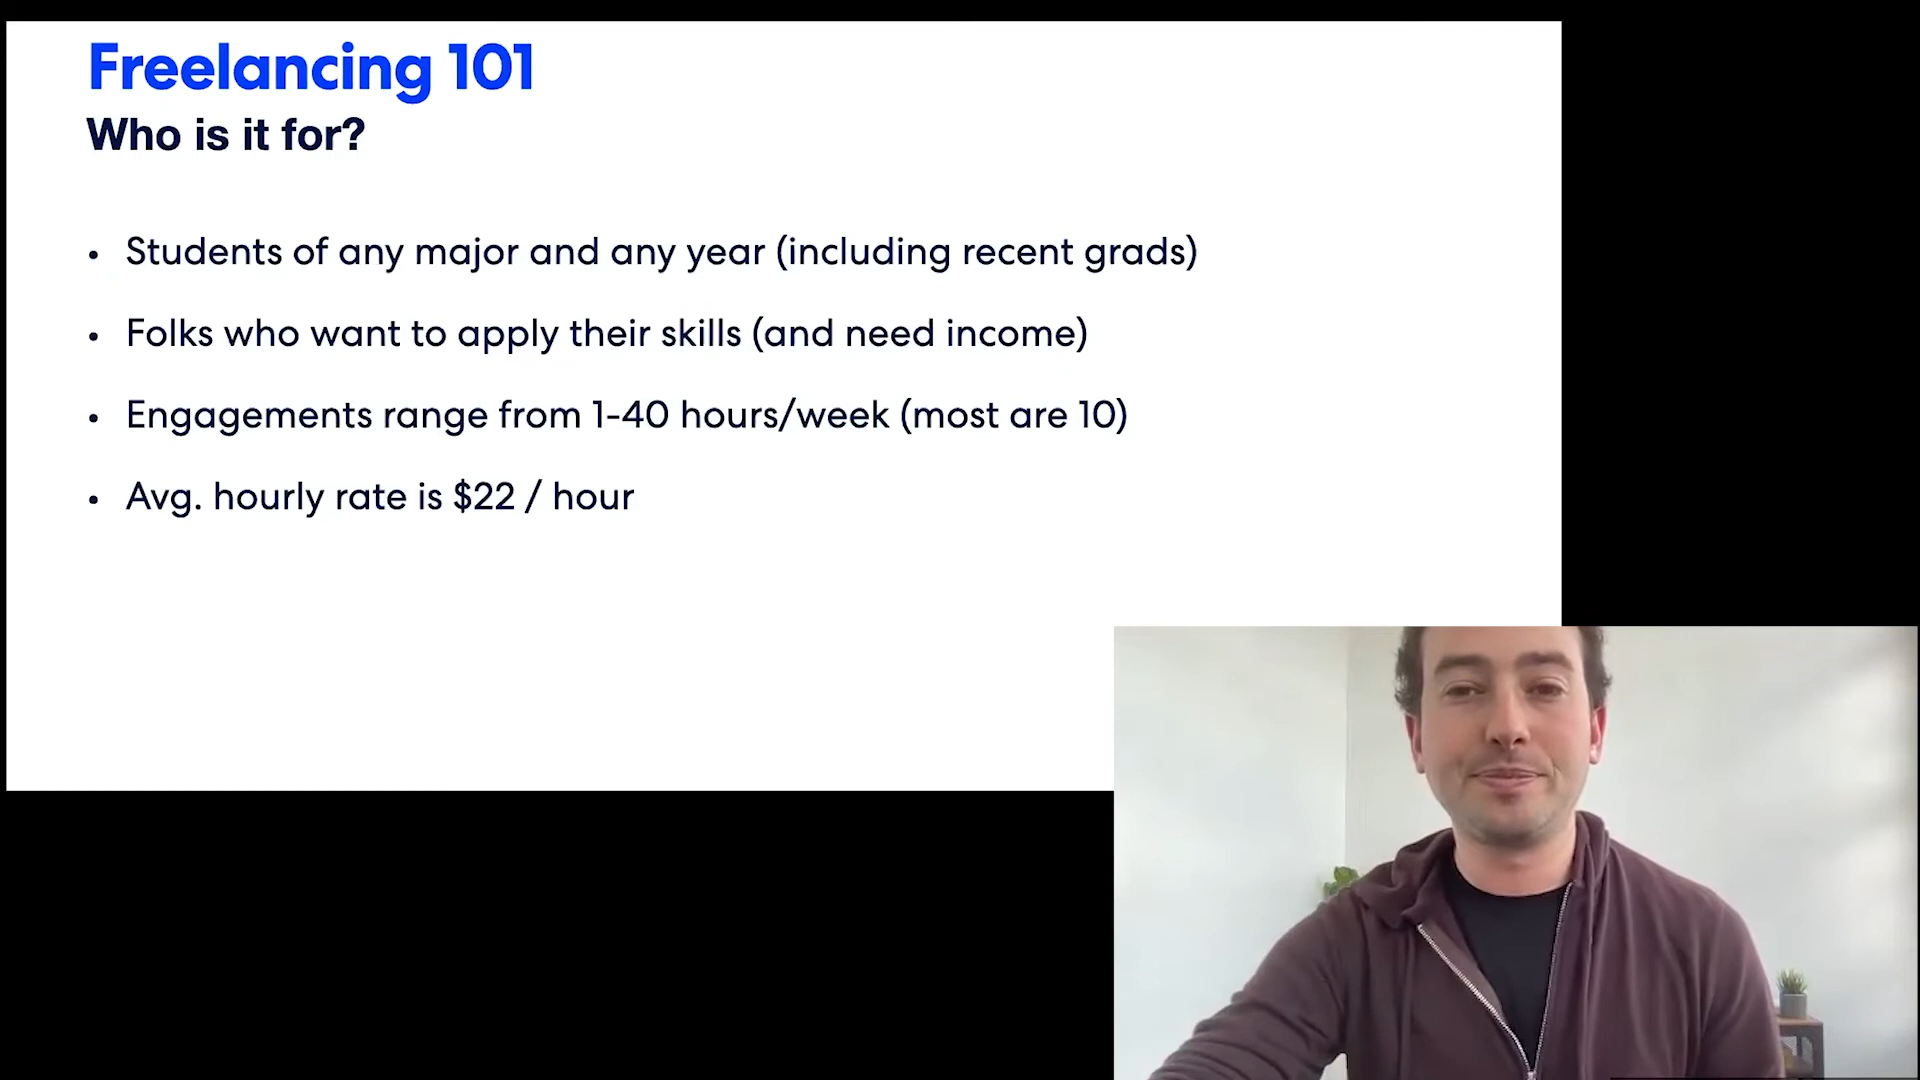 Freelancing 101
Who is it for?
• Students of any major and any year (including recent grads)
• Folks who want to apply their skills (and need income)
• Engagements range from 1-40 hours/week (most are 10)
• Avg. hourly rate is $22 / hour